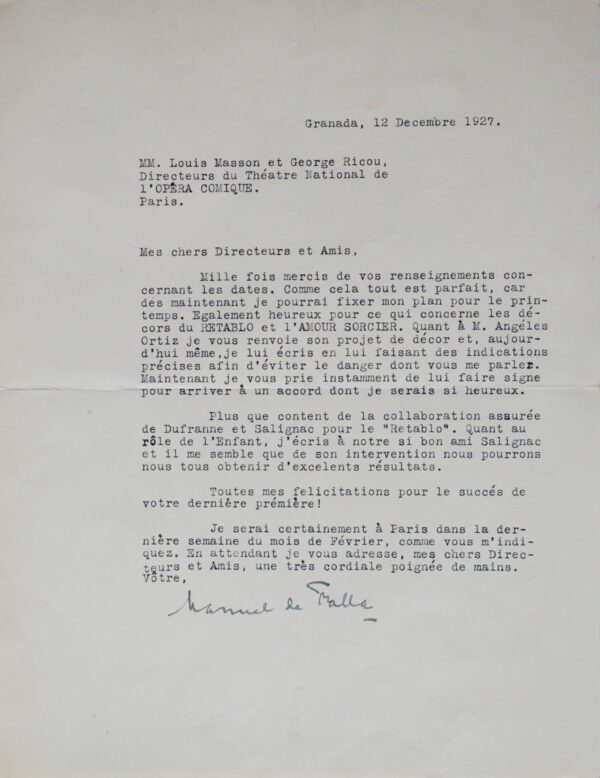 Granada, 12 Decembre 1927.
MM. Louis Masson et George Ricou,
Directeurs du Théatre National de
l'OPÊRA COMIQUE.
Paris.
Mes chers Directeurs et Amis,
Mille fois mercis de vos renseignements con-
cernant les dates. Comme cela tout est parfait, car
dés maintenant je pourrai fixer mon plan pour le prin-
temps. Egalement heureux pour ce qui concerne les dé-
cors du RETABLO et l'AMOUR SORCIER. Quant à M. Angéles
Ortiz je vous renvoie son projet de décor et, aujour-
d'hui même,je lui écris en lui faisant des indications
précises afin d'éviter le danger dont vous me parlez.
Maintenant je vous prie instamment de lui faire signe
pour arriver à un accord dont je serais si heureux.
Plus que content de la collaboration assurée
de Dufranne et Salignac pour le "Retablo". Quant au
rôle de l'Enfant, j'écris à notre si bon ami Salignac
et il me semble que de son intervention nous pourrons
nous tous obtenir d'excelents résultats.
Toutes mes felicitations pour le succés de
votre dernière prémière!
Je serai certainement à Paris dans la der-
nière semaine du mois de Février, comme vous m'indi-
quez. En attendant je vous adresse, mes chers Direc-
teurs et Amis, une très cordiale poignée de mains.
Vôtre,
Manuel de Falla